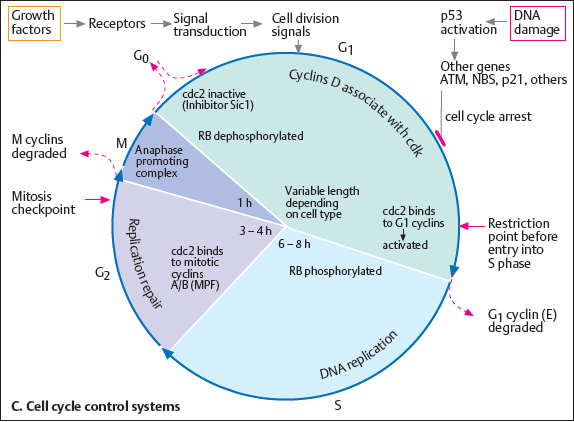 Growth
factors
Receptors
Signal
transduction
Cell division
signals
p53
activation
DNA
damage
G1
G0
Other genes
ATM, NBS, p21, others
cell cycle arrest
Cyclins D associate with cdk
cdc2 inactive
(Inhibitor Sic1)
RB dephosphorylated
M
M cyclins
degraded
Anaphase
promoting
complex
Mitosis
checkpoint
1 h
Variable length
depending
on cell type
3 – 4 h
6 – 8 h
cdc2 binds
to G1 cyclins
activated
Restriction
point before
entry into
S phase
Replication repair
G2
cdc2 binds
to mitotic
cyclins
A/B (MPF)
RB phosphorylated
G1 cyclin (E)
degraded
DNA replication
S
C. Cell cycle control systems